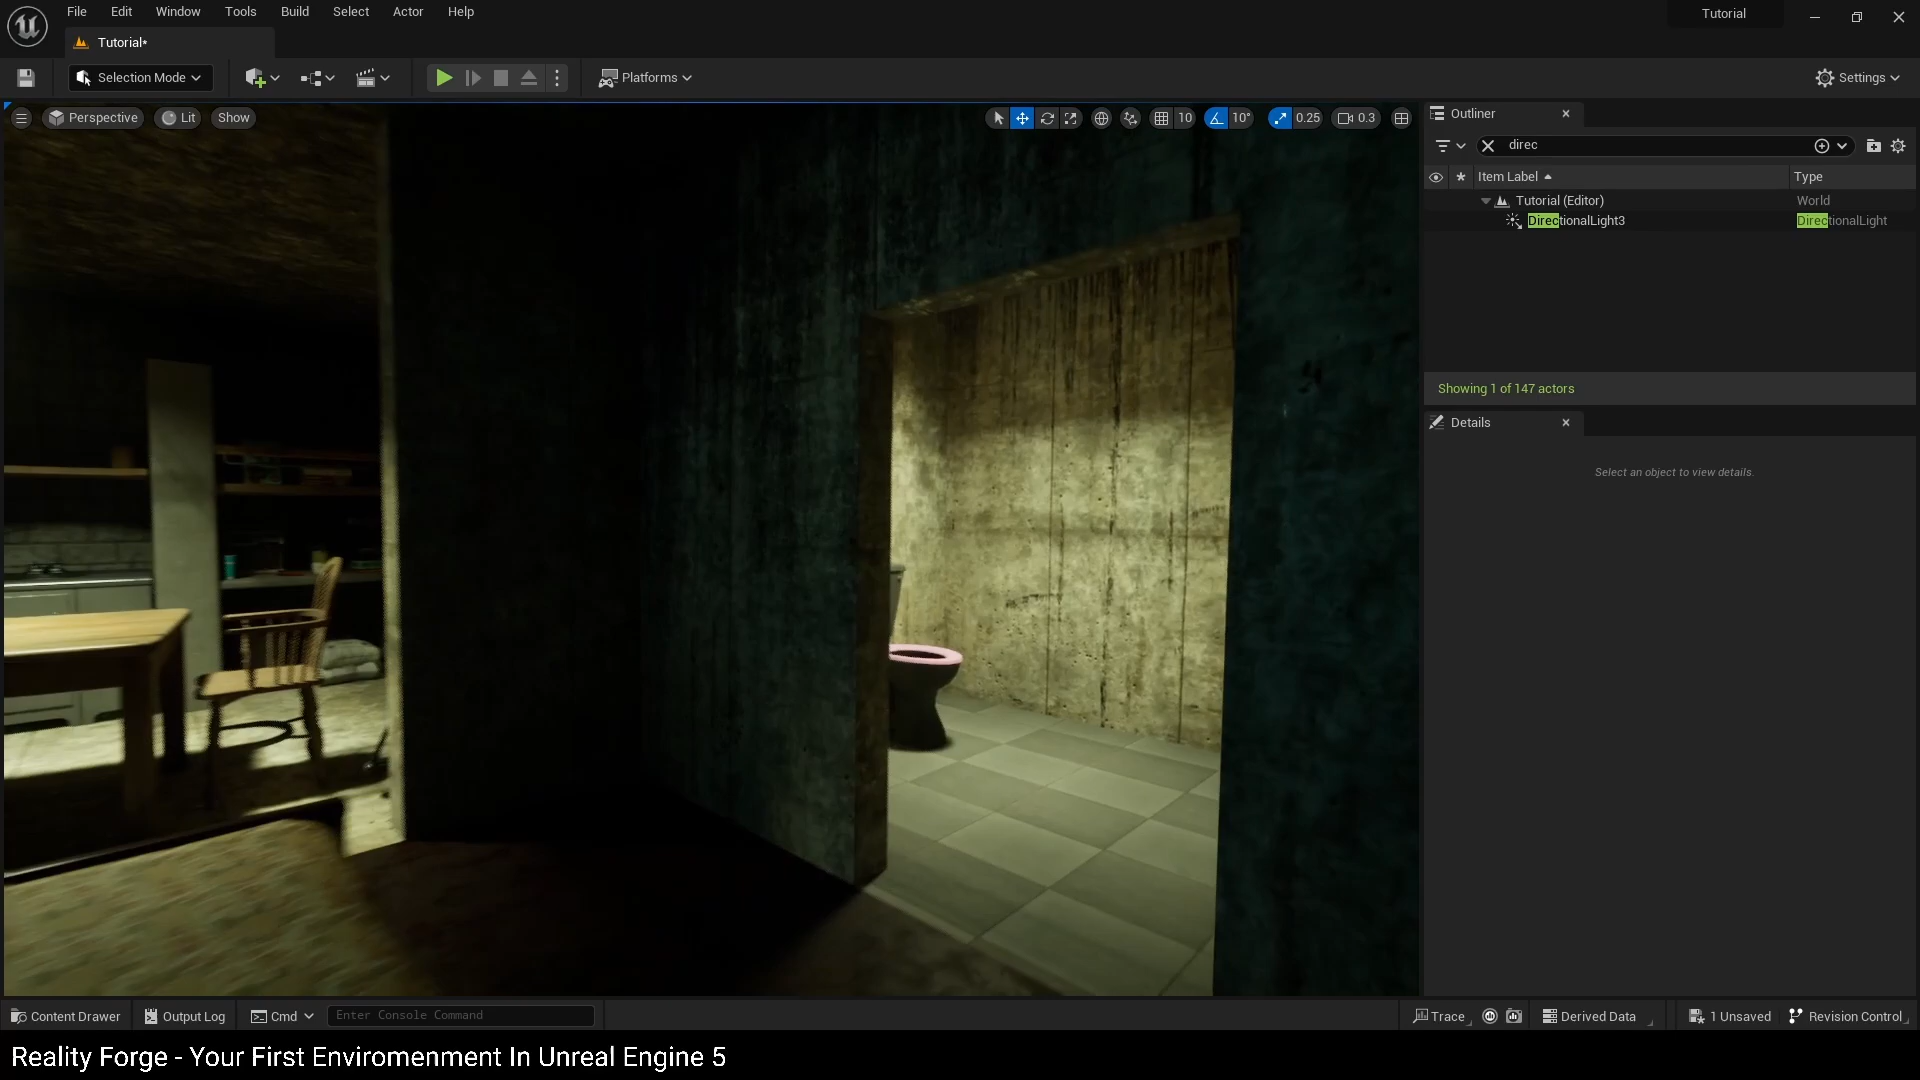 File Edit Window Tools Build Select Actor Help
Tutorial
Tutorial*
Selection Mode
Platforms
Settings
Perspective Lit Show
10 10° 0.25 0.3
Outliner
direc
Item Label Type
Tutorial (Editor) World
DirectionalLight3 DirectionalLight
Showing 1 of 147 actors
Details
Select an object to view details.
Content Drawer Output Log Cmd Enter Console Command Trace Derived Data 1 Unsaved Revision Control
Reality Forge - Your First Enviromenment In Unreal Engine 5